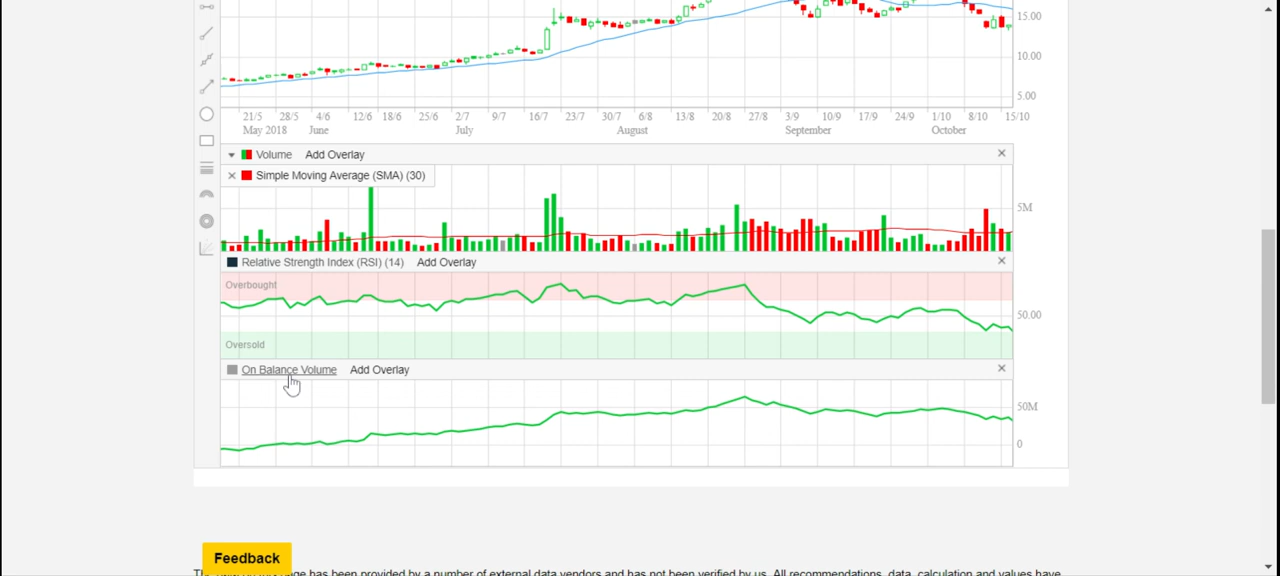 15.00
10.00
5.00
21/5 28/5 4/6 12/6 18/6 25/6 2/7 9/7 16/7 23/7 30/7 6/8 13/8 20/8 27/8 3/9 10/9 17/9 24/9 1/10 8/10 15/10
May 2018 June July August September October
Volume Add Overlay
Simple Moving Average (SMA) (30)
5M
Relative Strength Index (RSI) (14) Add Overlay
Overbought
50.00
Oversold
On Balance Volume Add Overlay
50M
0
Feedback
page has been provided by a number of external data vendors and has not been verified by us. All recommendations, data, calculation and values have